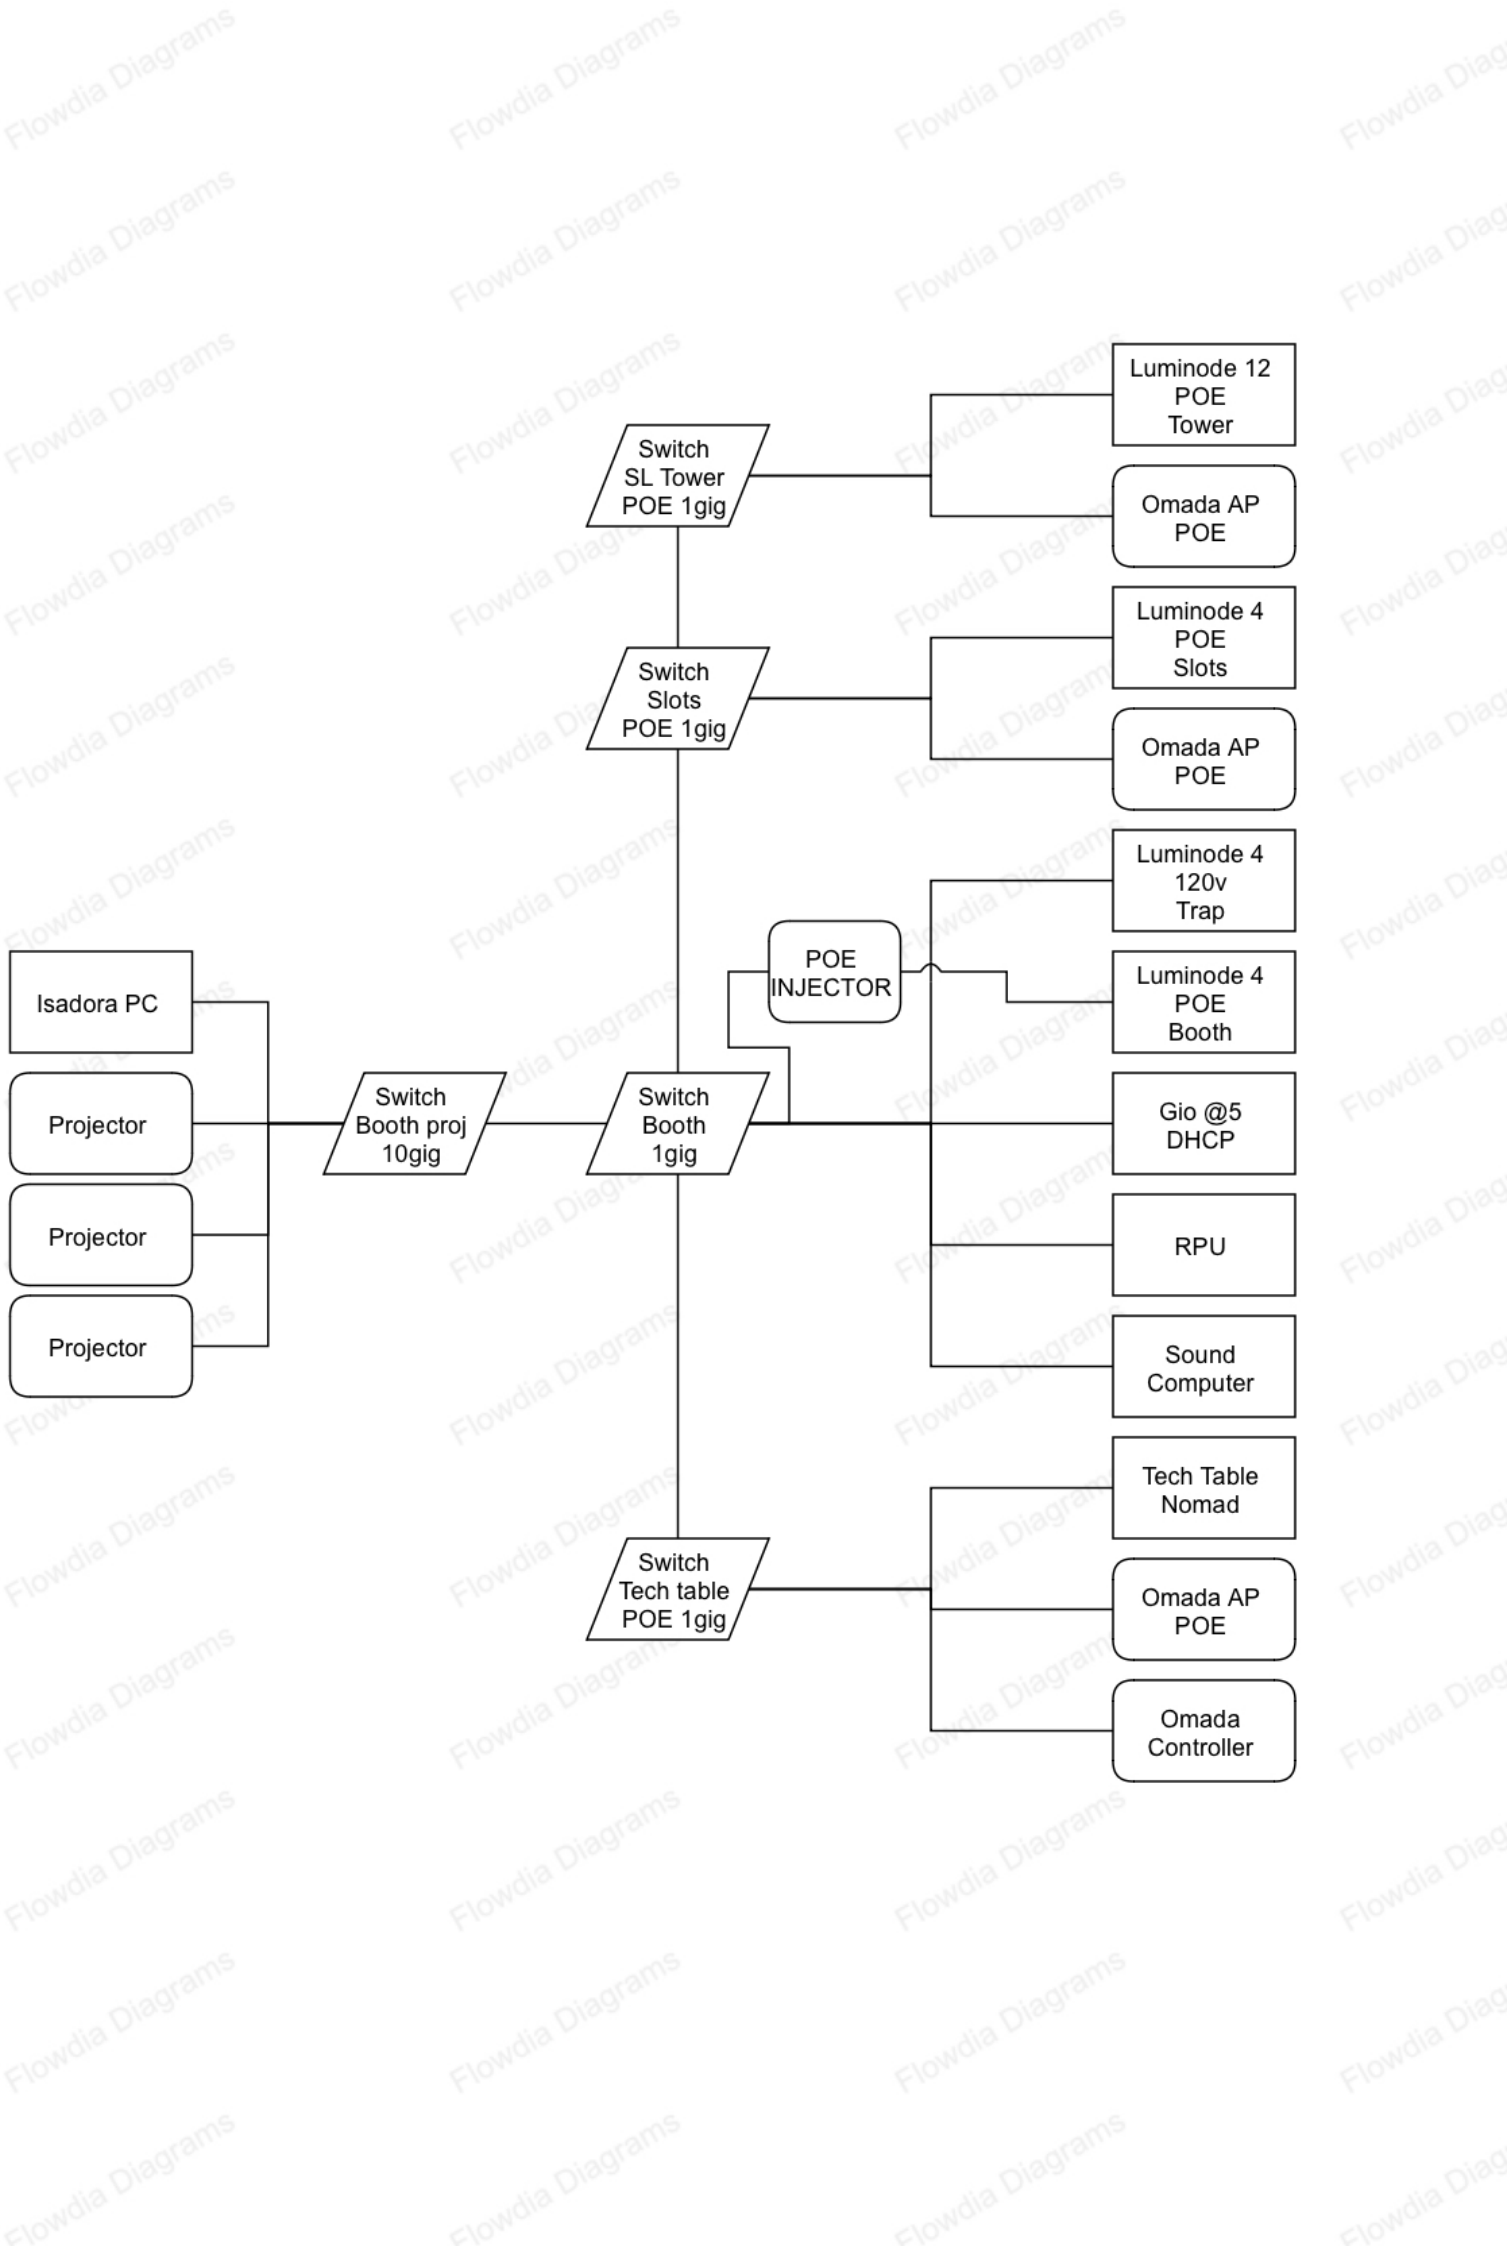 Luminode 12
POE
Tower
Switch
SL Tower
POE 1gig
Omada AP
POE
Luminode 4
POE
Slots
Switch
Slots
POE 1gig
Omada AP
POE
Luminode 4
120v
Trap
POE
INJECTOR
Luminode 4
POE
Booth
Isadora PC
Projector
Switch
Booth proj
10gig
Switch
Booth
1gig
Gio @5
DHCP
Projector
RPU
Projector
Sound
Computer
Tech Table
Nomad
Switch
Tech table
POE 1gig
Omada AP
POE
Omada
Controller
Flowdia Diagrams